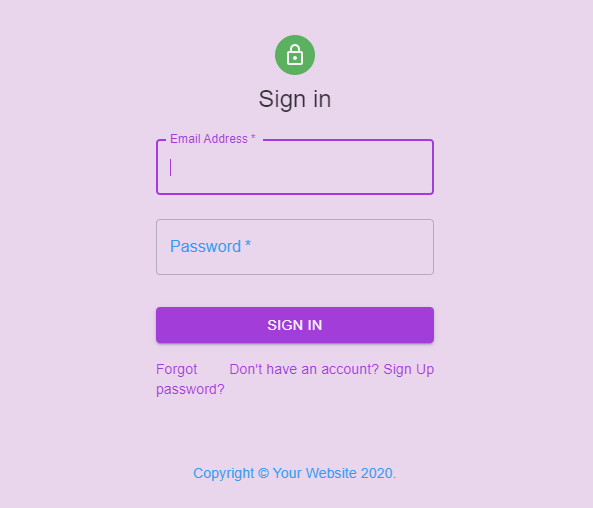 Sign in
Email Address *
Password *
SIGN IN
Forgot password?
Don't have an account? Sign Up
Copyright © Your Website 2020.